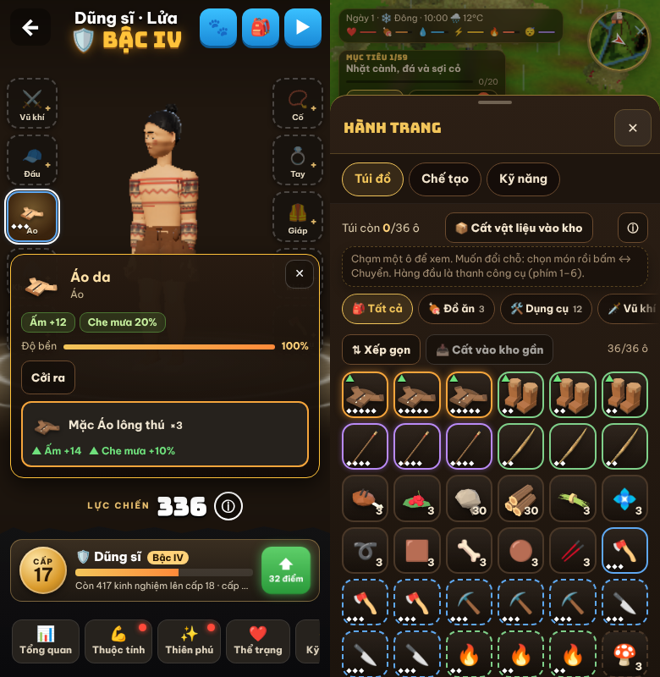 Dũng sĩ · Lửa
BẬC IV
Vũ khí
Đầu
Áo
Cổ
Tay
Giáp
Áo da
Áo
×
Ấm +12
Che mưa 20%
Độ bền
100%
Cởi ra
Mặc Áo lông thú ×3
▲ Ấm +14 ▲ Che mưa +10%
LỰC CHIẾN 336 ⓘ
CẤP
17
Dũng sĩ
Bậc IV
Còn 417 kinh nghiệm lên cấp 18 · cấp ...
32 điểm
Tổng quan
Thuộc tính
Thiên phú
Thể trạng
Kỹ
Ngày 1 · Đông · 10:00 12°C
MỤC TIÊU 1/59
Nhặt cành, đá và sợi cỏ
0/20
HÀNH TRANG
×
Túi đồ
Chế tạo
Kỹ năng
Túi còn 0/36 ô
Cất vật liệu vào kho
ⓘ
Chạm một ô để xem. Muốn đổi chỗ: chọn món rồi bấm ↔
Chuyển. Hàng đầu là thanh công cụ (phím 1–6).
Tất cả
Đồ ăn 3
Dụng cụ 12
Vũ khí
⇅ Xếp gọn
Cất vào kho gần
36/36 ô
3
3
30
30
3
3
3
3
3
3
3
3